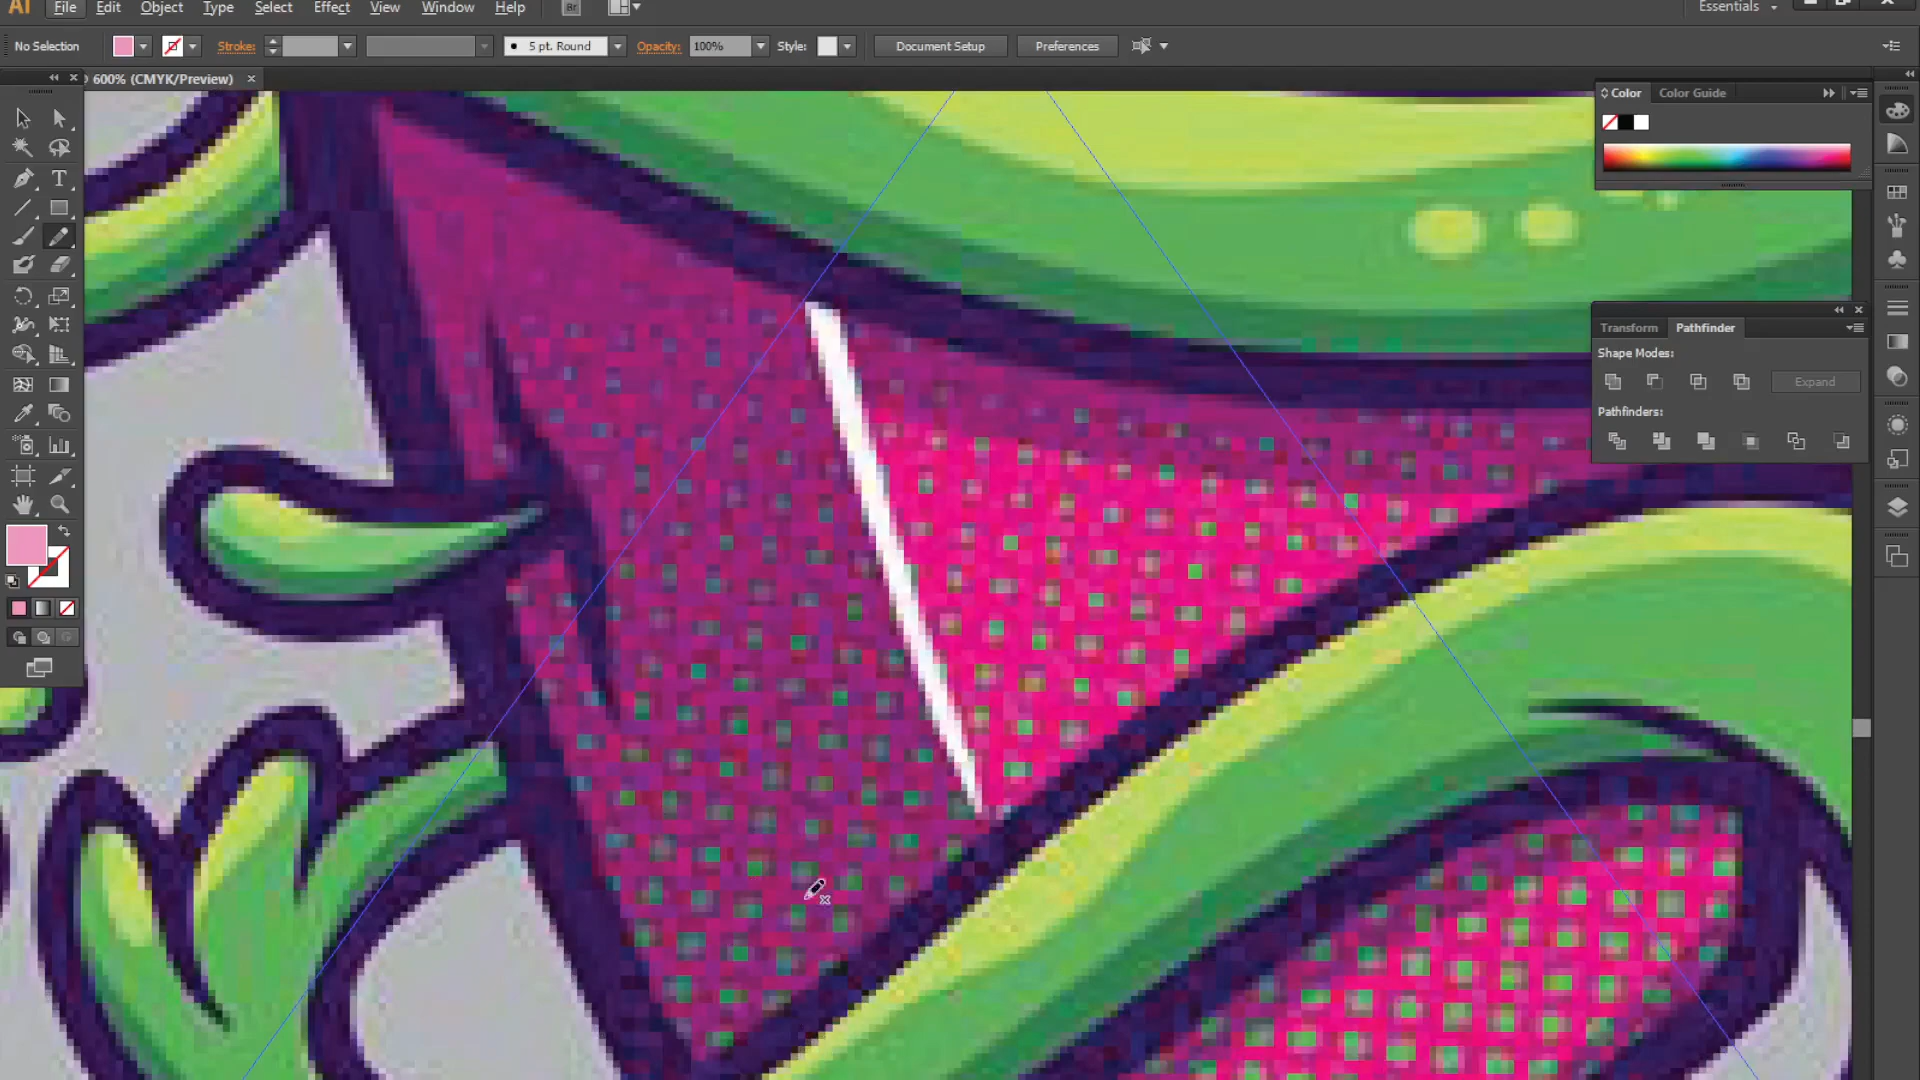 Ai File Edit Object Type Select Effect View Window Help Br Essentials
No Selection Stroke: 5 pt. Round Opacity: 100% Style: Document Setup Preferences
600% (CMYK/Preview)
Color Color Guide
T
Transform Pathfinder
Shape Modes:
Expand
Pathfinders: